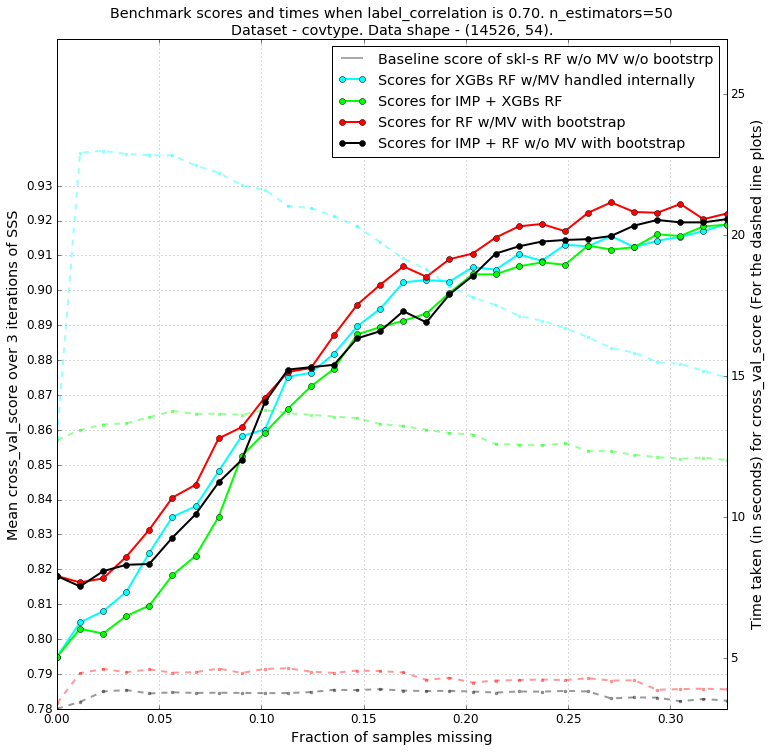 Benchmark scores and times when label_correlation is 0.70. n_estimators=50
Dataset - covtype. Data shape - (14526, 54).
Baseline score of skl-s RF w/o MV w/o bootstrp
Scores for XGBs RF w/MV handled internally
Scores for IMP + XGBs RF
Scores for RF w/MV with bootstrap
Scores for IMP + RF w/o MV with bootstrap
Mean cross_val_score over 3 iterations of SSS
0.93
0.92
0.91
0.90
0.89
0.88
0.87
0.86
0.85
0.84
0.83
0.82
0.81
0.80
0.79
0.78
0.00
0.05
0.10
0.15
0.20
0.25
0.30
Fraction of samples missing
25
20
15
10
5
Time taken (in seconds) for cross_val_score (For the dashed line plots)